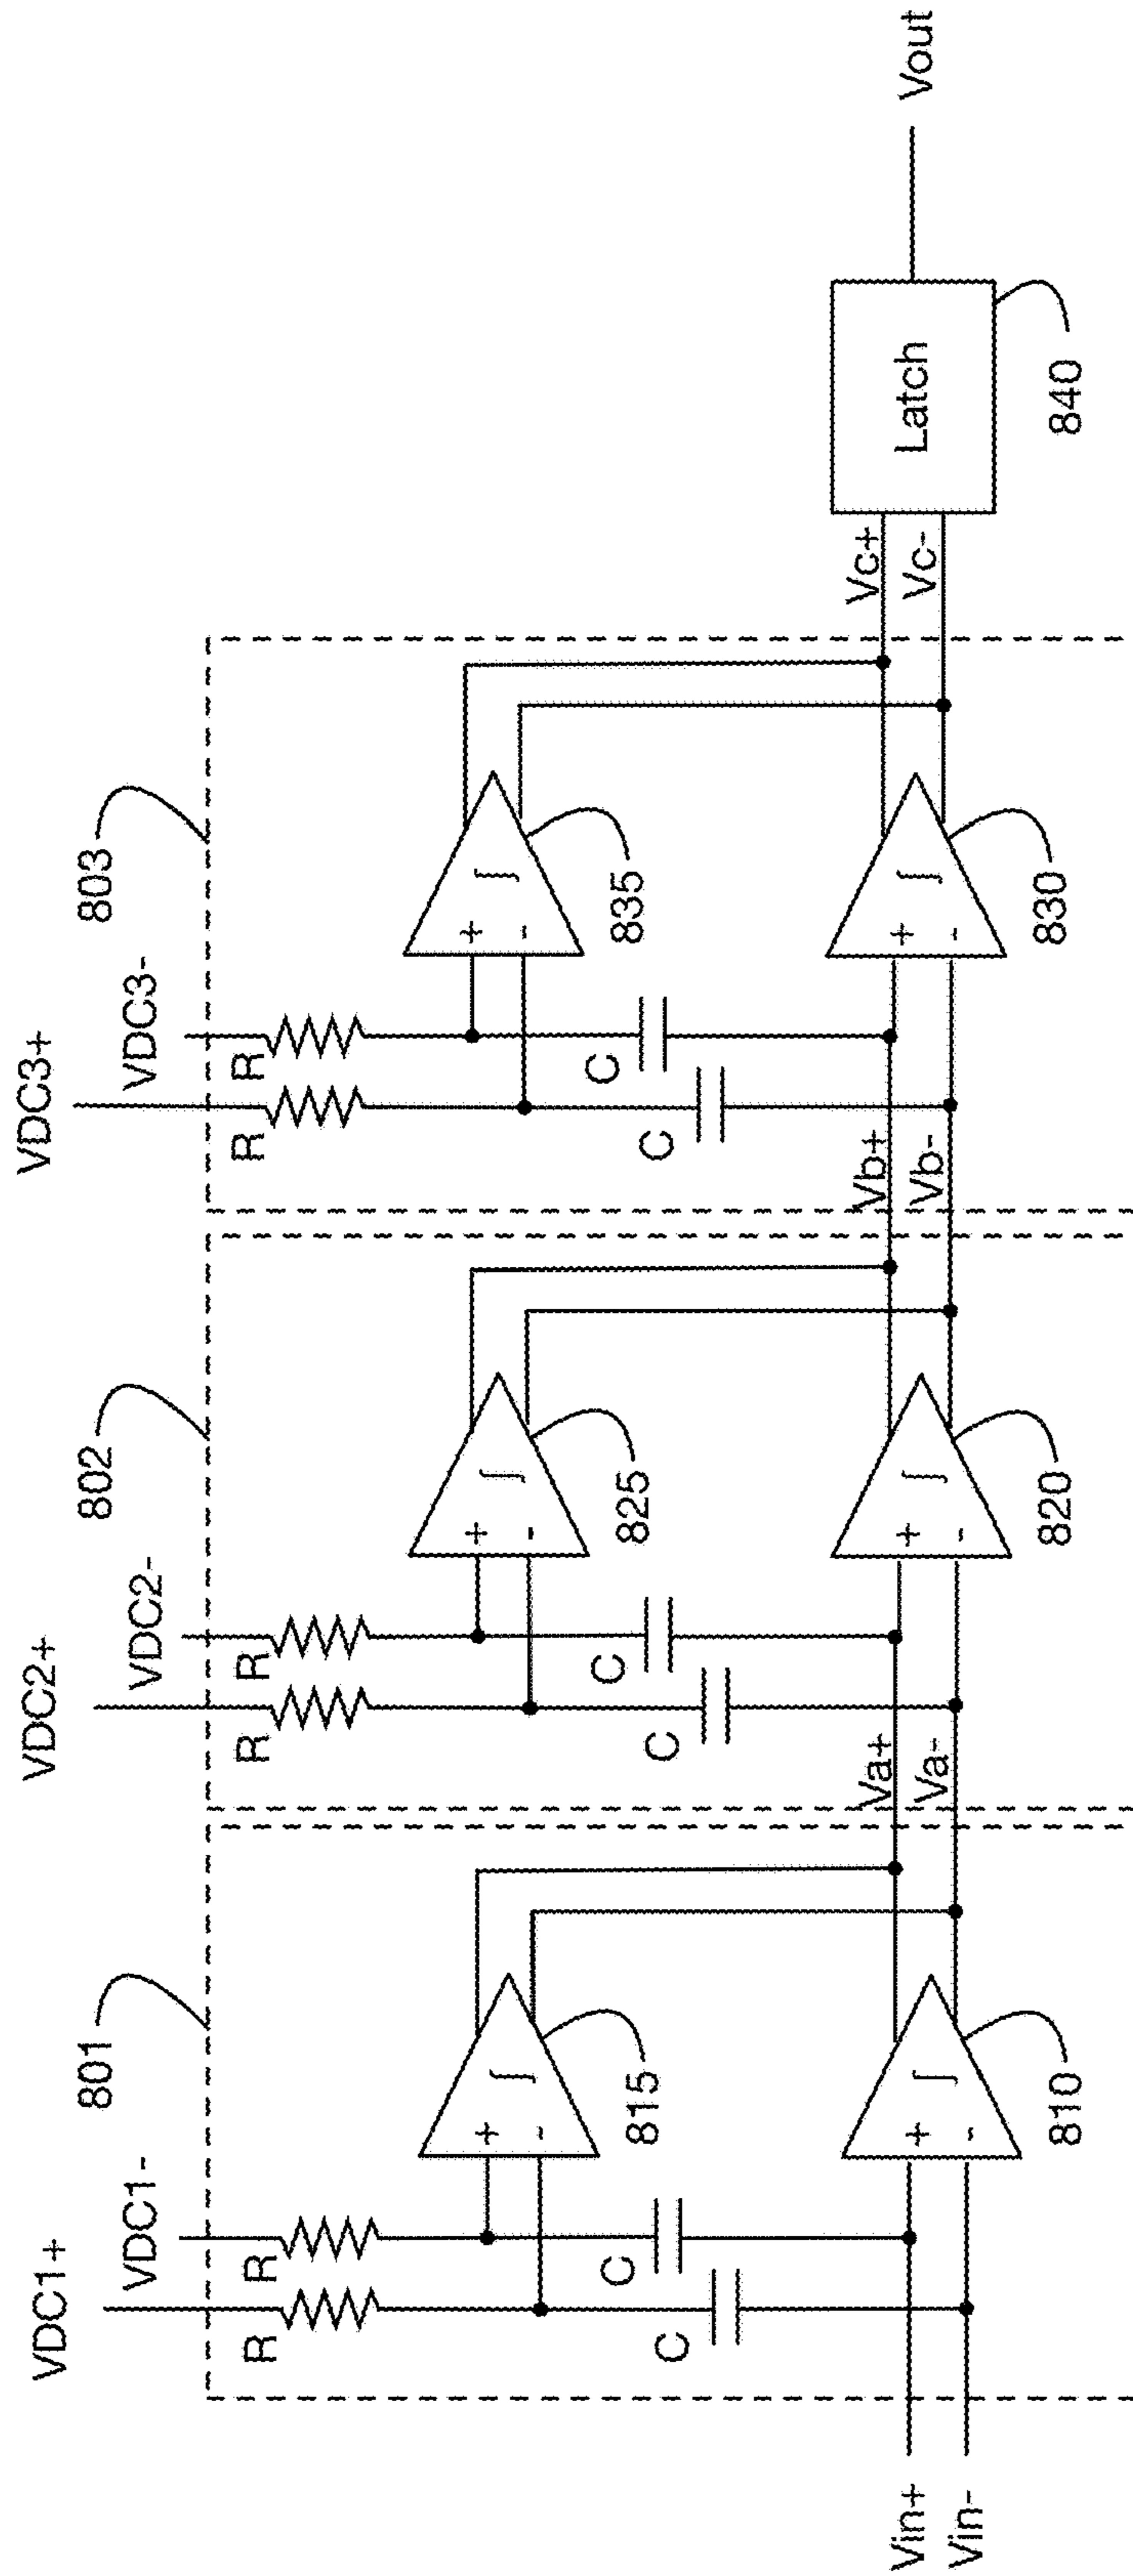 801
802
803
VDC1+
VDC1-
VDC2+
VDC2-
VDC3+
VDC3-
R
R
R
R
R
R
+
-
∫
815
+
-
∫
825
+
-
∫
835
C
C
C
C
C
C
Vin+
Vin-
+
-
∫
810
Va+
Va-
+
-
∫
820
Vb+
Vb-
+
-
∫
830
Vc+
Vc-
Latch
840
Vout